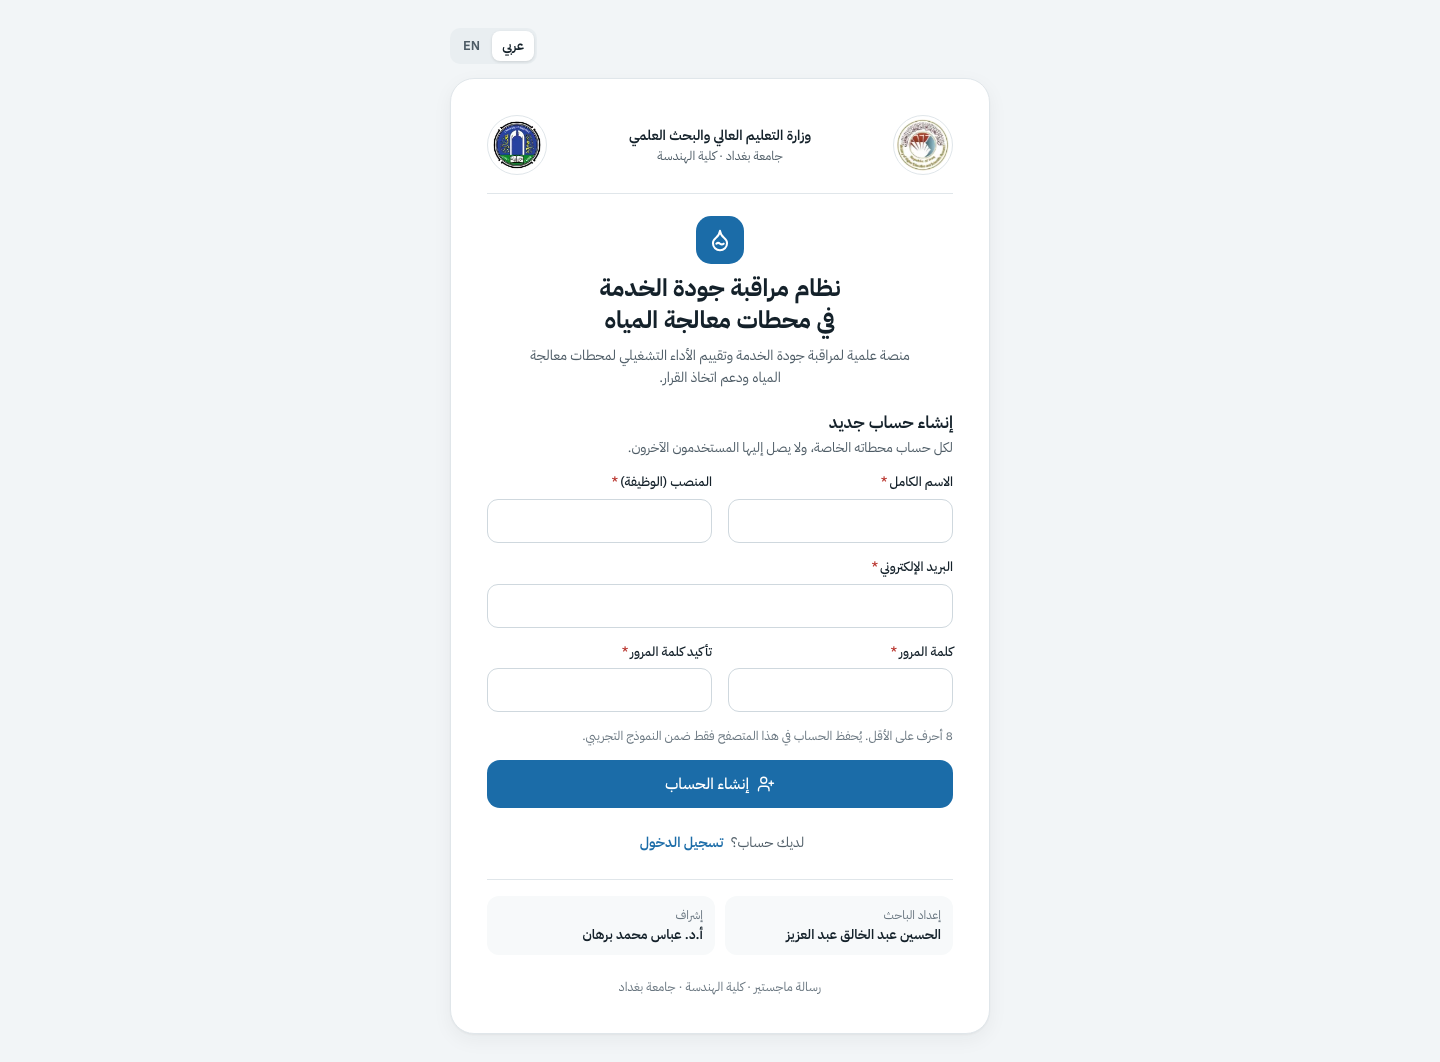 عربي
EN
وزارة التعليم العالي والبحث العلمي
جامعة بغداد · كلية الهندسة
نظام مراقبة جودة الخدمة
في محطات معالجة المياه
منصة علمية لمراقبة جودة الخدمة وتقييم الأداء التشغيلي لمحطات معالجة
المياه ودعم اتخاذ القرار.
إنشاء حساب جديد
لكل حساب محطاته الخاصة، ولا يصل إليها المستخدمون الآخرون.
الاسم الكامل *
المنصب (الوظيفة) *
البريد الإلكتروني *
كلمة المرور *
تأكيد كلمة المرور *
8 أحرف على الأقل. يُحفظ الحساب في هذا المتصفح فقط ضمن النموذج التجريبي.
إنشاء الحساب
لديك حساب؟ تسجيل الدخول
إعداد الباحث
الحسين عبد الخالق عبد العزيز
إشراف
أ.د. عباس محمد برهان
رسالة ماجستير · كلية الهندسة · جامعة بغداد